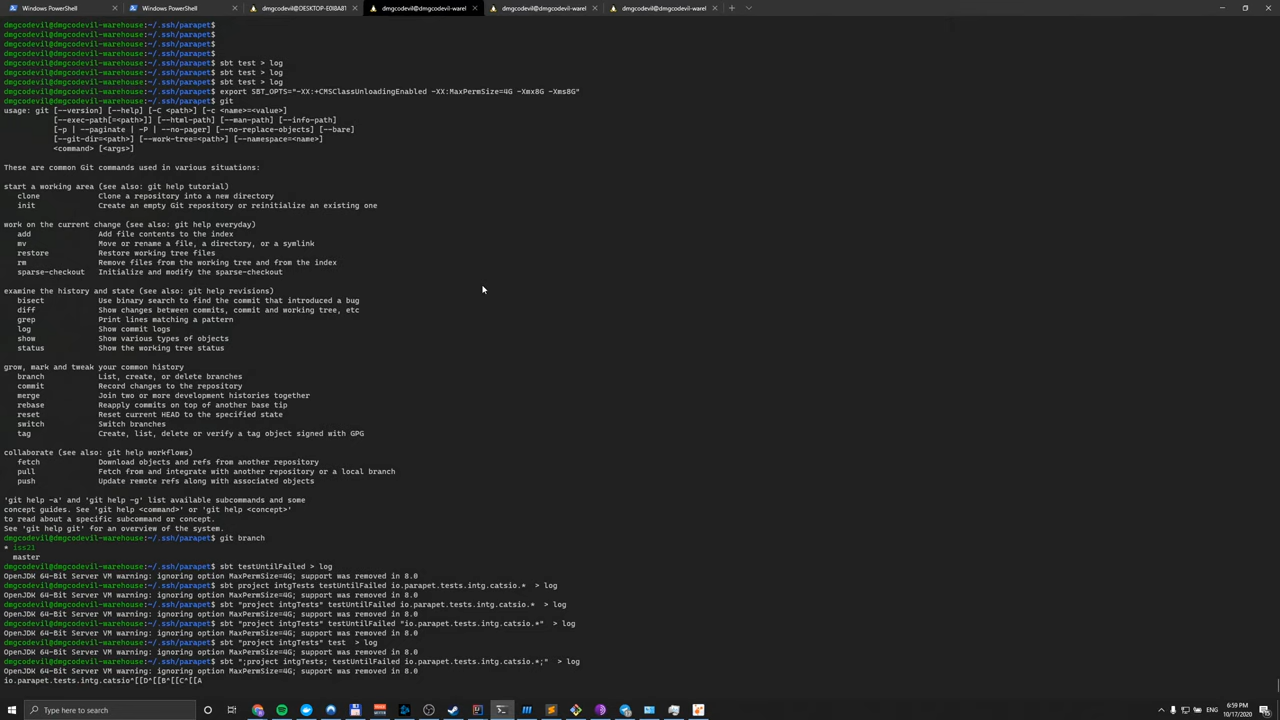 Windows PowerShell
Windows PowerShell
dmgcodevil@DESKTOP-E0I8A81
dmgcodevil@dmgcodevil-wareh
dmgcodevil@dmgcodevil-wareh
dmgcodevil@dmgcodevil-wareh
dmgcodevil@dmgcodevil-warehouse:~/.ssh/parapet$
dmgcodevil@dmgcodevil-warehouse:~/.ssh/parapet$
dmgcodevil@dmgcodevil-warehouse:~/.ssh/parapet$
dmgcodevil@dmgcodevil-warehouse:~/.ssh/parapet$
dmgcodevil@dmgcodevil-warehouse:~/.ssh/parapet$ sbt test > log
dmgcodevil@dmgcodevil-warehouse:~/.ssh/parapet$ sbt test > log
dmgcodevil@dmgcodevil-warehouse:~/.ssh/parapet$ sbt test > log
dmgcodevil@dmgcodevil-warehouse:~/.ssh/parapet$ export SBT_OPTS="-XX:+CMSClassUnloadingEnabled -XX:MaxPermSize=4G -Xmx8G -Xms8G"
dmgcodevil@dmgcodevil-warehouse:~/.ssh/parapet$ git
usage: git [--version] [--help] [-C <path>] [-c <name>=<value>]
[--exec-path[=<path>]] [--html-path] [--man-path] [--info-path]
[-p | --paginate | -P | --no-pager] [--no-replace-objects] [--bare]
[--git-dir=<path>] [--work-tree=<path>] [--namespace=<name>]
<command> [<args>]
These are common Git commands used in various situations:
start a working area (see also: git help tutorial)
clone Clone a repository into a new directory
init Create an empty Git repository or reinitialize an existing one
work on the current change (see also: git help everyday)
add Add file contents to the index
mv Move or rename a file, a directory, or a symlink
restore Restore working tree files
rm Remove files from the working tree and from the index
sparse-checkout Initialize and modify the sparse-checkout
examine the history and state (see also: git help revisions)
bisect Use binary search to find the commit that introduced a bug
diff Show changes between commits, commit and working tree, etc
grep Print lines matching a pattern
log Show commit logs
show Show various types of objects
status Show the working tree status
grow, mark and tweak your common history
branch List, create, or delete branches
commit Record changes to the repository
merge Join two or more development histories together
rebase Reapply commits on top of another base tip
reset Reset current HEAD to the specified state
switch Switch branches
tag Create, list, delete or verify a tag object signed with GPG
collaborate (see also: git help workflows)
fetch Download objects and refs from another repository
pull Fetch from and integrate with another repository or a local branch
push Update remote refs along with associated objects
'git help -a' and 'git help -g' list available subcommands and some
concept guides. See 'git help <command>' or 'git help <concept>'
to read about a specific subcommand or concept.
See 'git help git' for an overview of the system.
dmgcodevil@dmgcodevil-warehouse:~/.ssh/parapet$ git branch
* iss21
master
dmgcodevil@dmgcodevil-warehouse:~/.ssh/parapet$ sbt testUntilFailed > log
OpenJDK 64-Bit Server VM warning: ignoring option MaxPermSize=4G; support was removed in 8.0
dmgcodevil@dmgcodevil-warehouse:~/.ssh/parapet$ sbt project intgTests testUntilFailed io.parapet.tests.intg.catsio.* > log
OpenJDK 64-Bit Server VM warning: ignoring option MaxPermSize=4G; support was removed in 8.0
dmgcodevil@dmgcodevil-warehouse:~/.ssh/parapet$ sbt "project intgTests" testUntilFailed io.parapet.tests.intg.catsio.* > log
OpenJDK 64-Bit Server VM warning: ignoring option MaxPermSize=4G; support was removed in 8.0
dmgcodevil@dmgcodevil-warehouse:~/.ssh/parapet$ sbt "project intgTests" testUntilFailed "io.parapet.tests.intg.catsio.*" > log
OpenJDK 64-Bit Server VM warning: ignoring option MaxPermSize=4G; support was removed in 8.0
dmgcodevil@dmgcodevil-warehouse:~/.ssh/parapet$ sbt "project intgTests" test > log
OpenJDK 64-Bit Server VM warning: ignoring option MaxPermSize=4G; support was removed in 8.0
dmgcodevil@dmgcodevil-warehouse:~/.ssh/parapet$ sbt ";project intgTests; testUntilFailed io.parapet.tests.intg.catsio.*;" > log
OpenJDK 64-Bit Server VM warning: ignoring option MaxPermSize=4G; support was removed in 8.0
io.parapet.tests.intg.catsio^[[D^[[B^[[C^[[A
Type here to search
ENG
6:59 PM
10/17/2020